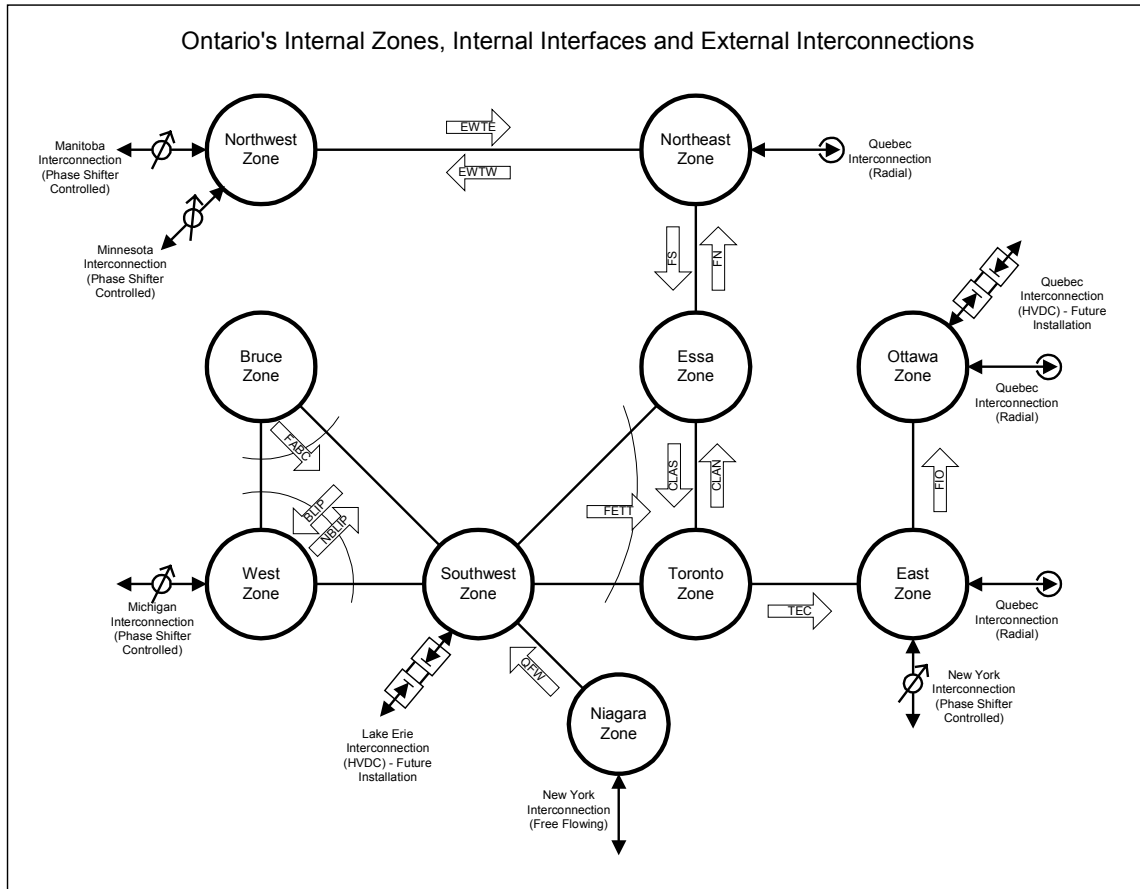 Ontario's Internal Zones, Internal Interfaces and External Interconnections
Manitoba
Interconnection
(Phase Shifter
Controlled)
Northwest
Zone
EWTE
EWTW
Northeast
Zone
Quebec
Interconnection
(Radial)
Minnesota
Interconnection
(Phase Shifter
Controlled)
FS
FN
Quebec
Interconnection
(HVDC) - Future
Installation
Bruce
Zone
Essa
Zone
Ottawa
Zone
Quebec
Interconnection
(Radial)
FABC
CLAS
CLAN
FIO
BLIP
NBLIP
FETT
West
Zone
Southwest
Zone
Toronto
Zone
East
Zone
Michigan
Interconnection
(Phase Shifter
Controlled)
TEC
Quebec
Interconnection
(Radial)
QFW
New York
Interconnection
(Phase Shifter
Controlled)
Niagara
Zone
Lake Erie
Interconnection
(HVDC) - Future
Installation
New York
Interconnection
(Free Flowing)